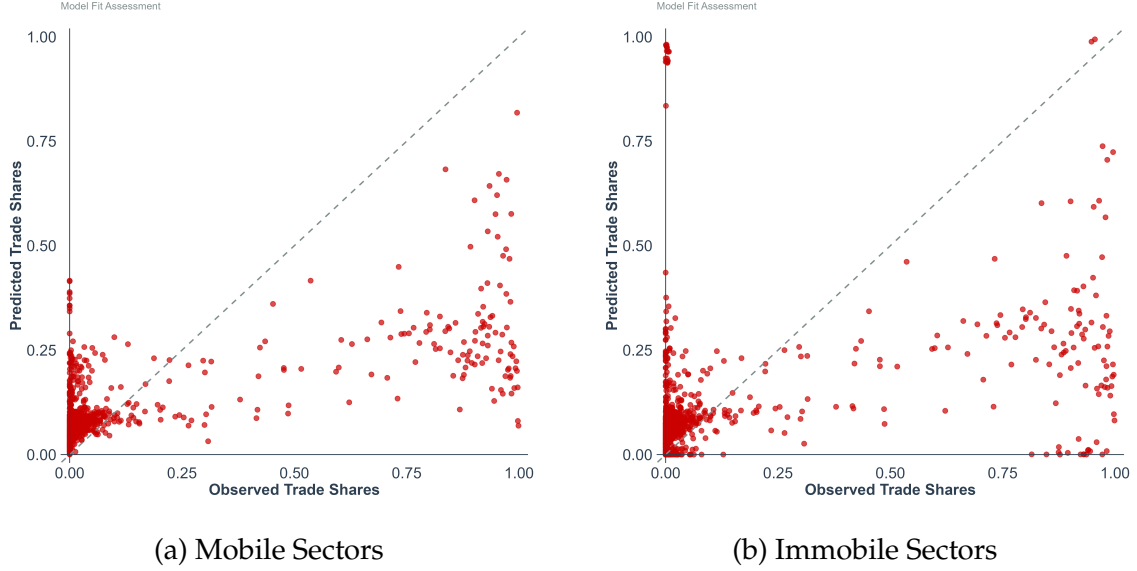 Model Fit Assessment
1.00
0.75
0.50
0.25
0.00
Predicted Trade Shares
0.00 0.25 0.50 0.75 1.00
Observed Trade Shares
(a) Mobile Sectors
Model Fit Assessment
1.00
0.75
0.50
0.25
0.00
Predicted Trade Shares
0.00 0.25 0.50 0.75 1.00
Observed Trade Shares
(b) Immobile Sectors